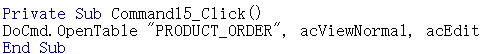 Private Sub Command15_Click()
DoCmd.OpenTable "PRODUCT_ORDER", acViewNormal, acEdit
End Sub